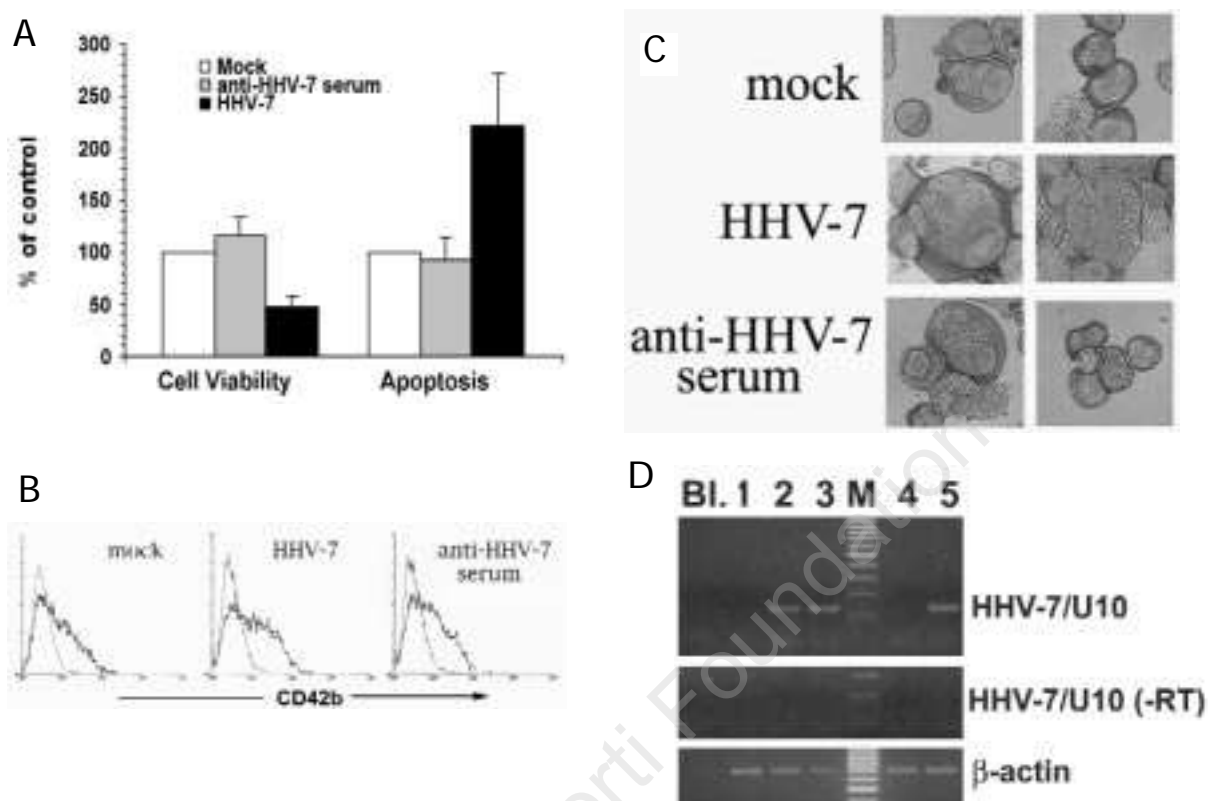 A
300
250
200
150
100
50
0
% of control
Mock
anti-HHV-7 serum
HHV-7
Cell Viability
Apoptosis
B
mock
HHV-7
anti-HHV-7
serum
CD42b
C
mock
HHV-7
anti-HHV-7
serum
D
Bl. 1 2 3 M 4 5
HHV-7/U10
HHV-7/U10 (-RT)
β-actin
orti Foundation